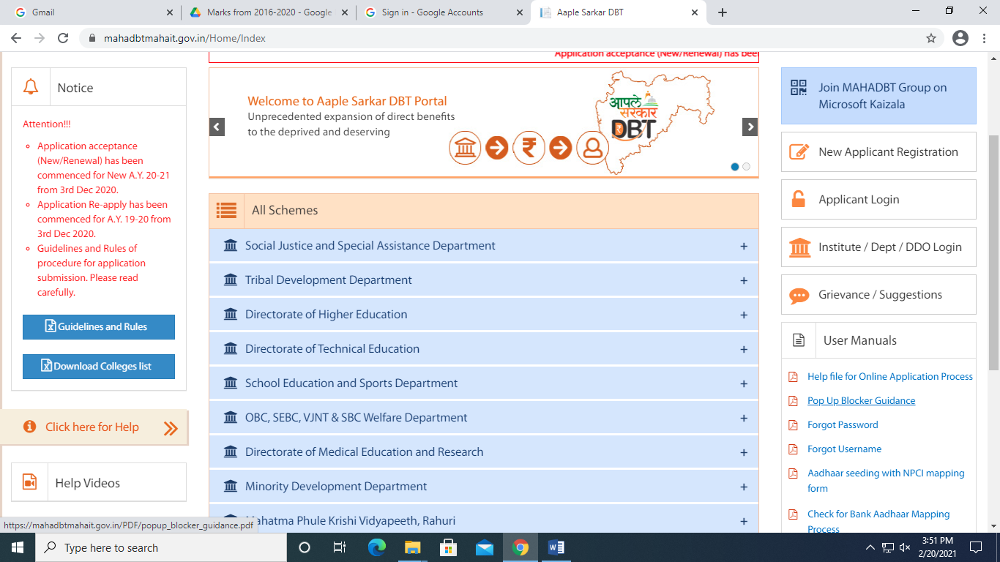 Gmail
Marks from 2016-2020 - Google
Sign in - Google Accounts
Aaple Sarkar DBT
mahadbtmahait.gov.in/Home/Index
Application acceptance (New/Renewal) has bee
Notice
Attention!!!
Application acceptance
(New/Renewal) has been
commenced for New A.Y. 20-21
from 3rd Dec 2020.
Application Re-apply has been
commenced for A.Y. 19-20 from
3rd Dec 2020.
Guidelines and Rules of
procedure for application
submission. Please read
carefully.
Guidelines and Rules
Download Colleges list
Click here for Help
Help Videos
Welcome to Aaple Sarkar DBT Portal
Unprecedented expansion of direct benefits
to the deprived and deserving
आपले
सरकार
DBT
All Schemes
Social Justice and Special Assistance Department
Tribal Development Department
Directorate of Higher Education
Directorate of Technical Education
School Education and Sports Department
OBC, SEBC, VJNT & SBC Welfare Department
Directorate of Medical Education and Research
Minority Development Department
Mahatma Phule Krishi Vidyapeeth, Rahuri
Join MAHADBT Group on
Microsoft Kaizala
New Applicant Registration
Applicant Login
Institute / Dept / DDO Login
Grievance / Suggestions
User Manuals
Help file for Online Application Process
Pop Up Blocker Guidance
Forgot Password
Forgot Username
Aadhaar seeding with NPCI mapping
form
Check for Bank Aadhaar Mapping
Process
https://mahadbtmahait.gov.in/PDF/popup_blocker_guidance.pdf
Type here to search
3:51 PM
2/20/2021